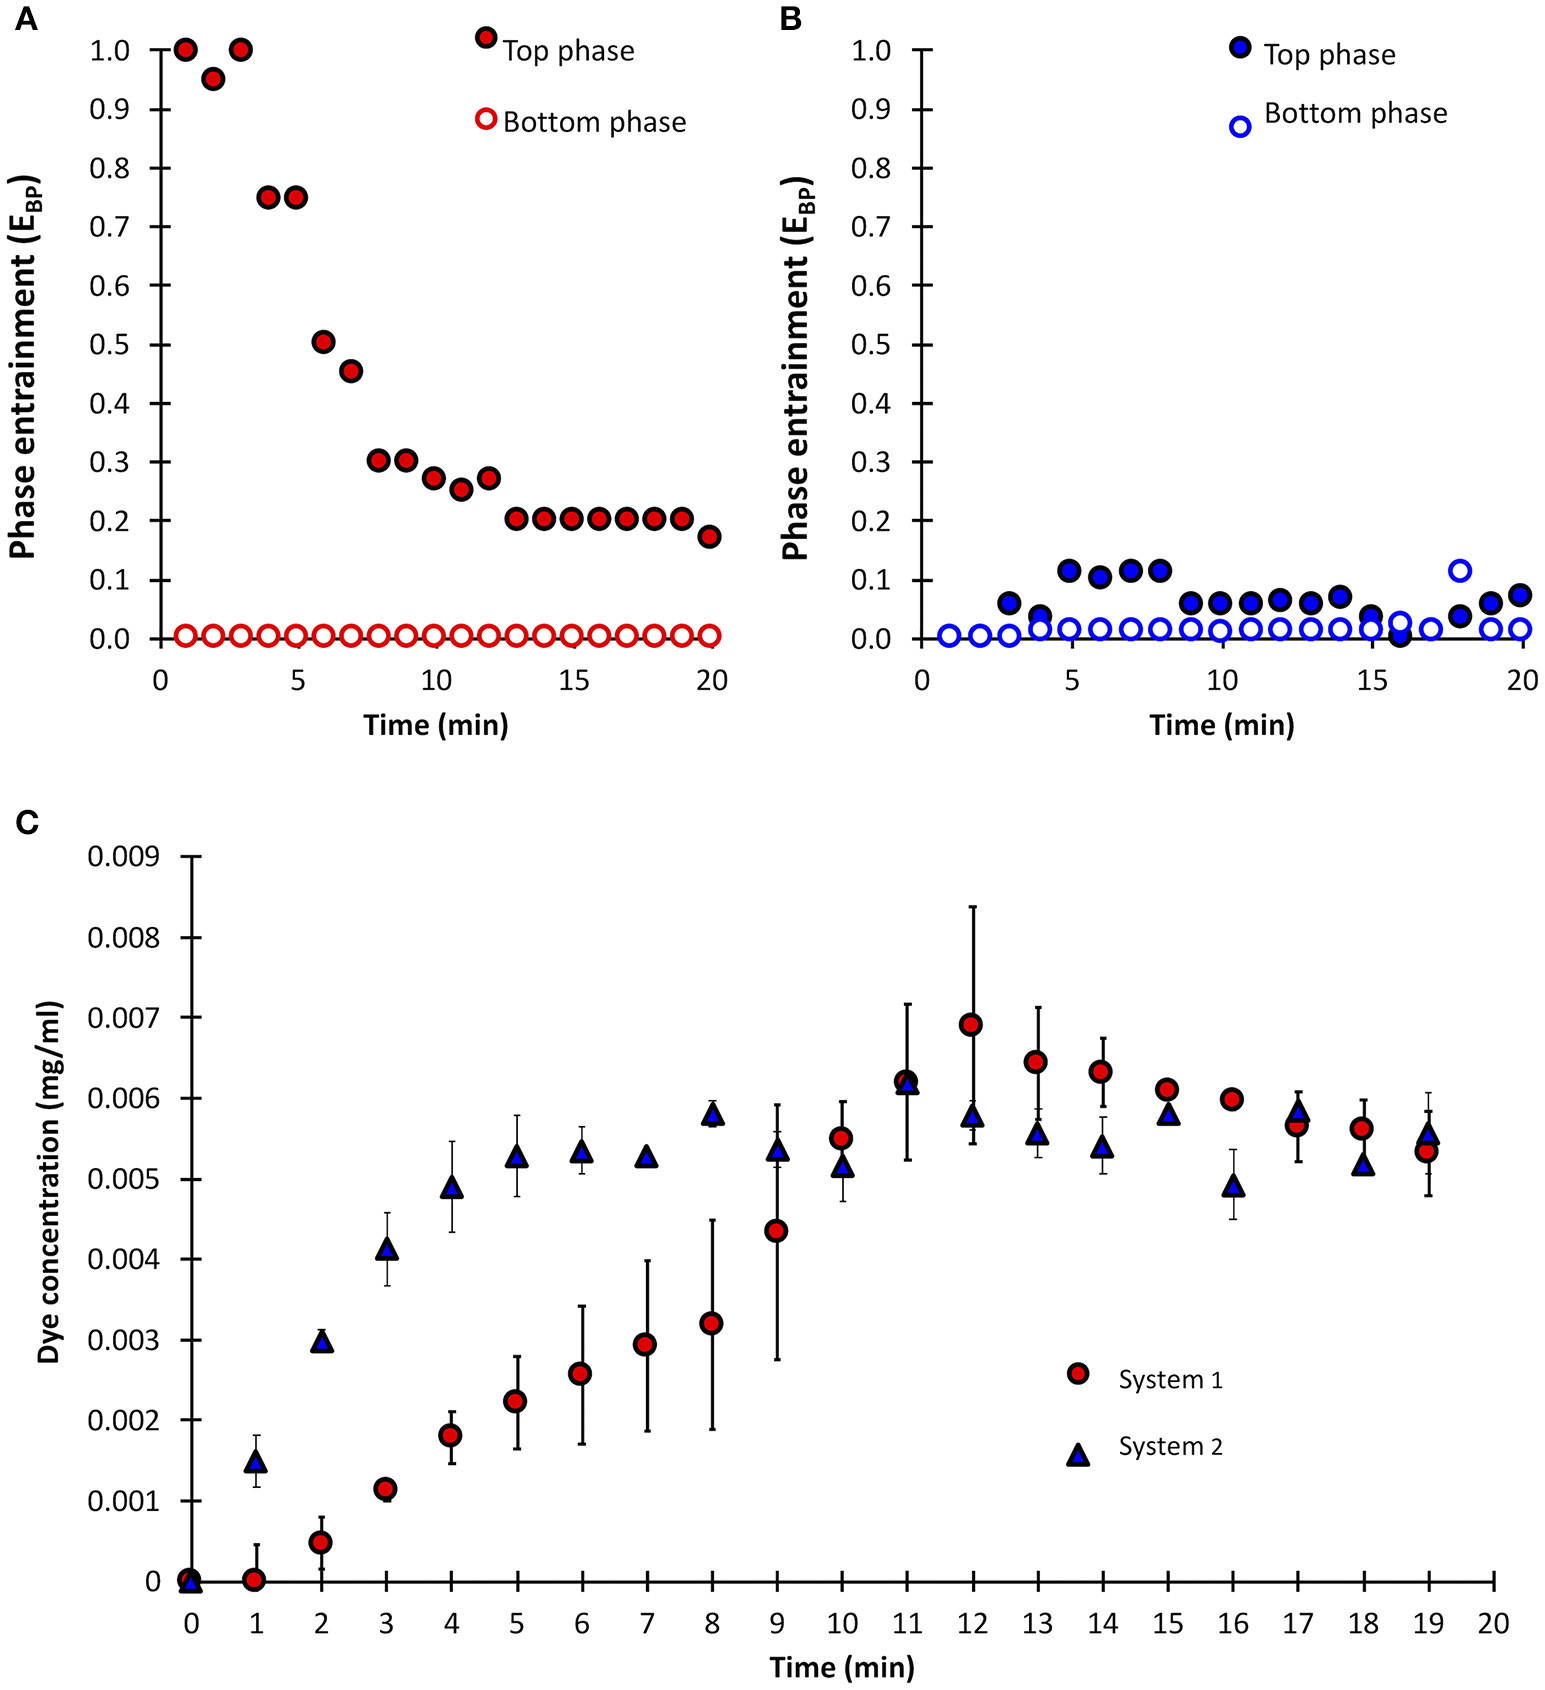 A
Top phase
Bottom phase
Phase entrainment (EBP)
1.0
0.9
0.8
0.7
0.6
0.5
0.4
0.3
0.2
0.1
0.0
0 5 10 15 20
Time (min)
B
Top phase
Bottom phase
Phase entrainment (EBP)
1.0
0.9
0.8
0.7
0.6
0.5
0.4
0.3
0.2
0.1
0.0
0 5 10 15 20
Time (min)
C
Dye concentration (mg/ml)
0.009
0.008
0.007
0.006
0.005
0.004
0.003
0.002
0.001
0
System 1
System 2
0 1 2 3 4 5 6 7 8 9 10 11 12 13 14 15 16 17 18 19 20
Time (min)